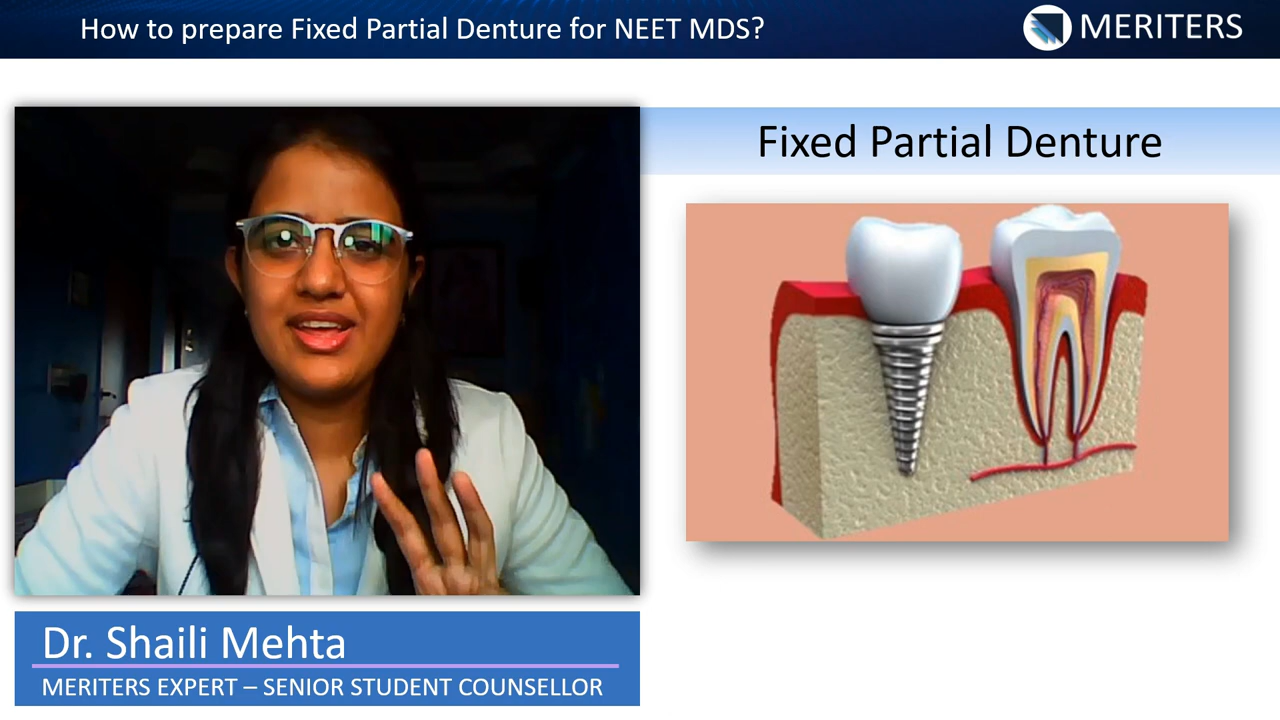 How to prepare Fixed Partial Denture for NEET MDS?
MERITERS
Fixed Partial Denture
Dr. Shaili Mehta
MERITERS EXPERT – SENIOR STUDENT COUNSELLOR